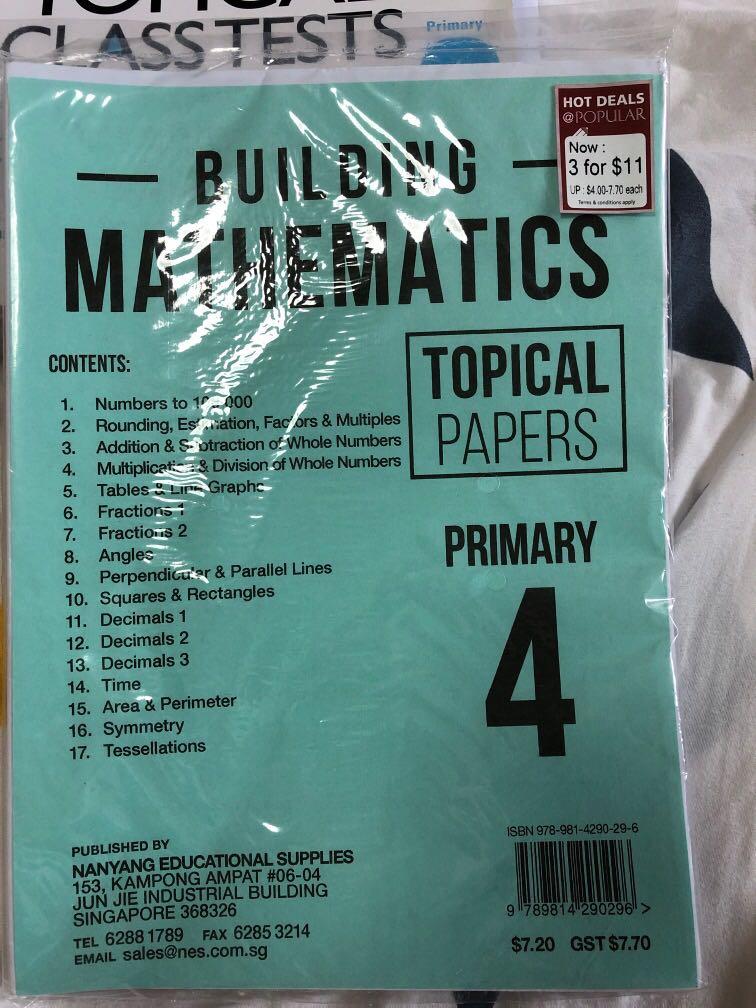 CLASS TESTS
Primary
HOT DEALS
@POPULAR
Now :
3 for $11
UP : $4.00-7.70 each
Terms & conditions apply
BUILDING
MATHEMATICS
TOPICAL
PAPERS
CONTENTS:
1. Numbers to
2. Rounding, Estimation, Factors & Multiples
3. Addition & Subtraction of Whole Numbers
4. Multiplication & Division of Whole Numbers
5. Tables & Line Graphs
6. Fractions 1
7. Fractions 2
8. Angles
9. Perpendicular & Parallel Lines
10. Squares & Rectangles
11. Decimals 1
12. Decimals 2
13. Decimals 3
14. Time
15. Area & Perimeter
16. Symmetry
17. Tessellations
PRIMARY
4
PUBLISHED BY
NANYANG EDUCATIONAL SUPPLIES
153, KAMPONG AMPAT #06-04
JUN JIE INDUSTRIAL BUILDING
SINGAPORE 368326
TEL 6288 1789 FAX 6285 3214
EMAIL sales@nes.com.sg
ISBN 978-981-4290-29-6
9 789814 290296 >
$7.20 GST $7.70